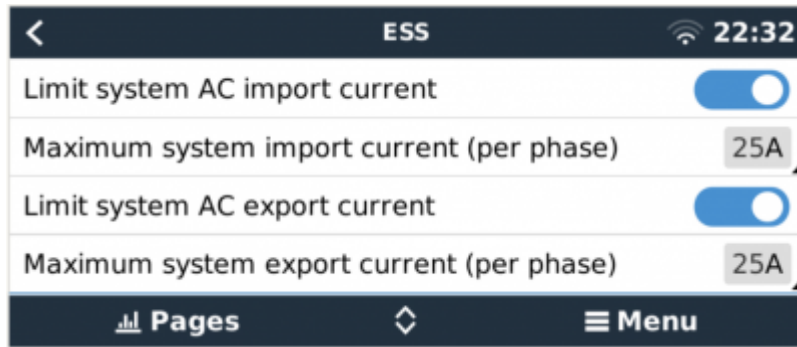 ESS 22:32
Limit system AC import current
Maximum system import current (per phase) 25A
Limit system AC export current
Maximum system export current (per phase) 25A
Pages Menu